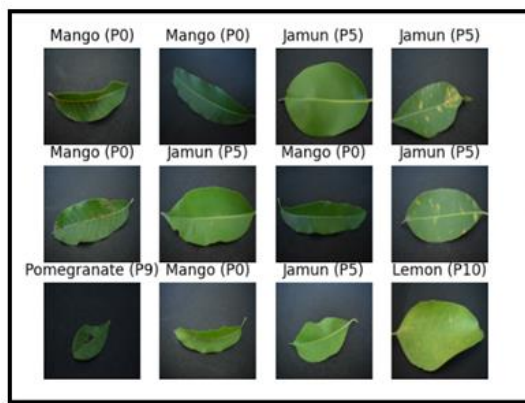 Mango (P0) Mango (P0) Jamun (P5) Jamun (P5)
Mango (P0) Jamun (P5) Mango (P0) Jamun (P5)
Pomegranate (P9) Mango (P0) Jamun (P5) Lemon (P10)